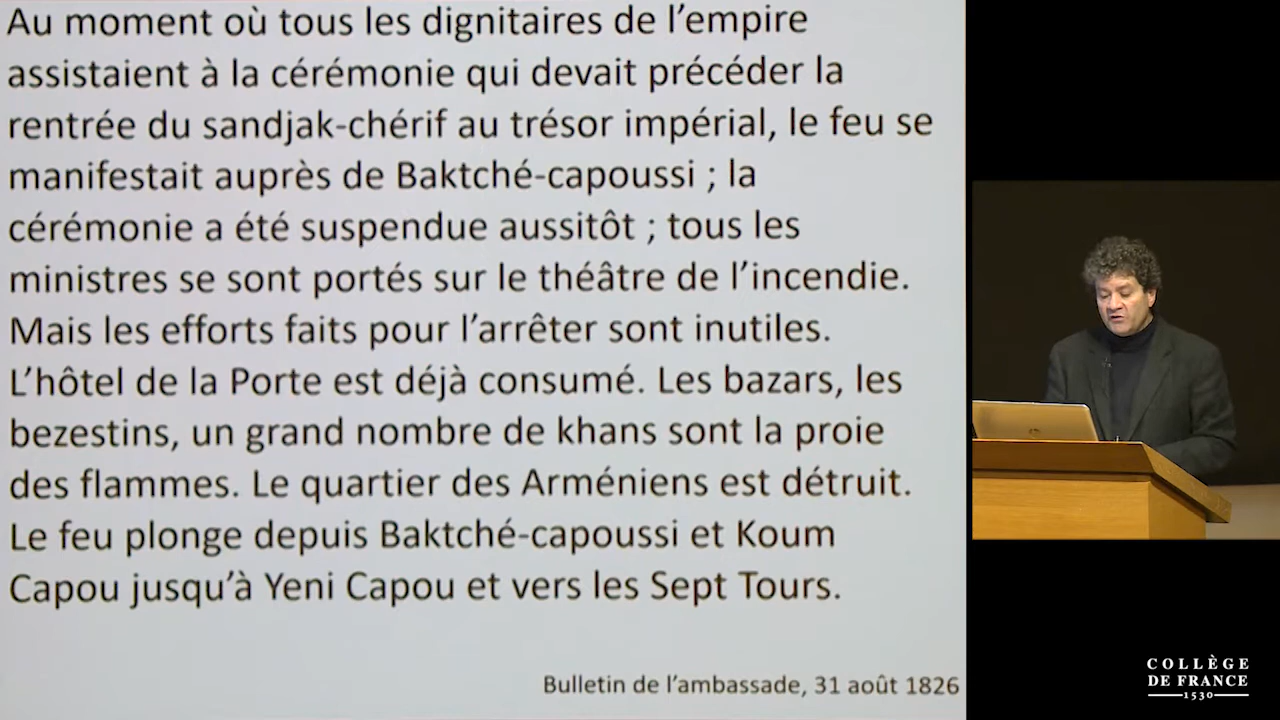 Au moment où tous les dignitaires de l’empire
assistaient à la cérémonie qui devait précéder la
rentrée du sandjak-chérif au trésor impérial, le feu se
manifestait auprès de Baktché-capoussi ; la
cérémonie a été suspendue aussitôt ; tous les
ministres se sont portés sur le théâtre de l’incendie.
Mais les efforts faits pour l’arrêter sont inutiles.
L’hôtel de la Porte est déjà consumé. Les bazars, les
bezestins, un grand nombre de khans sont la proie
des flammes. Le quartier des Arméniens est détruit.
Le feu plonge depuis Baktché-capoussi et Koum
Capou jusqu’à Yeni Capou et vers les Sept Tours.
Bulletin de l’ambassade, 31 août 1826
COLLÈGE
DE FRANCE
1530